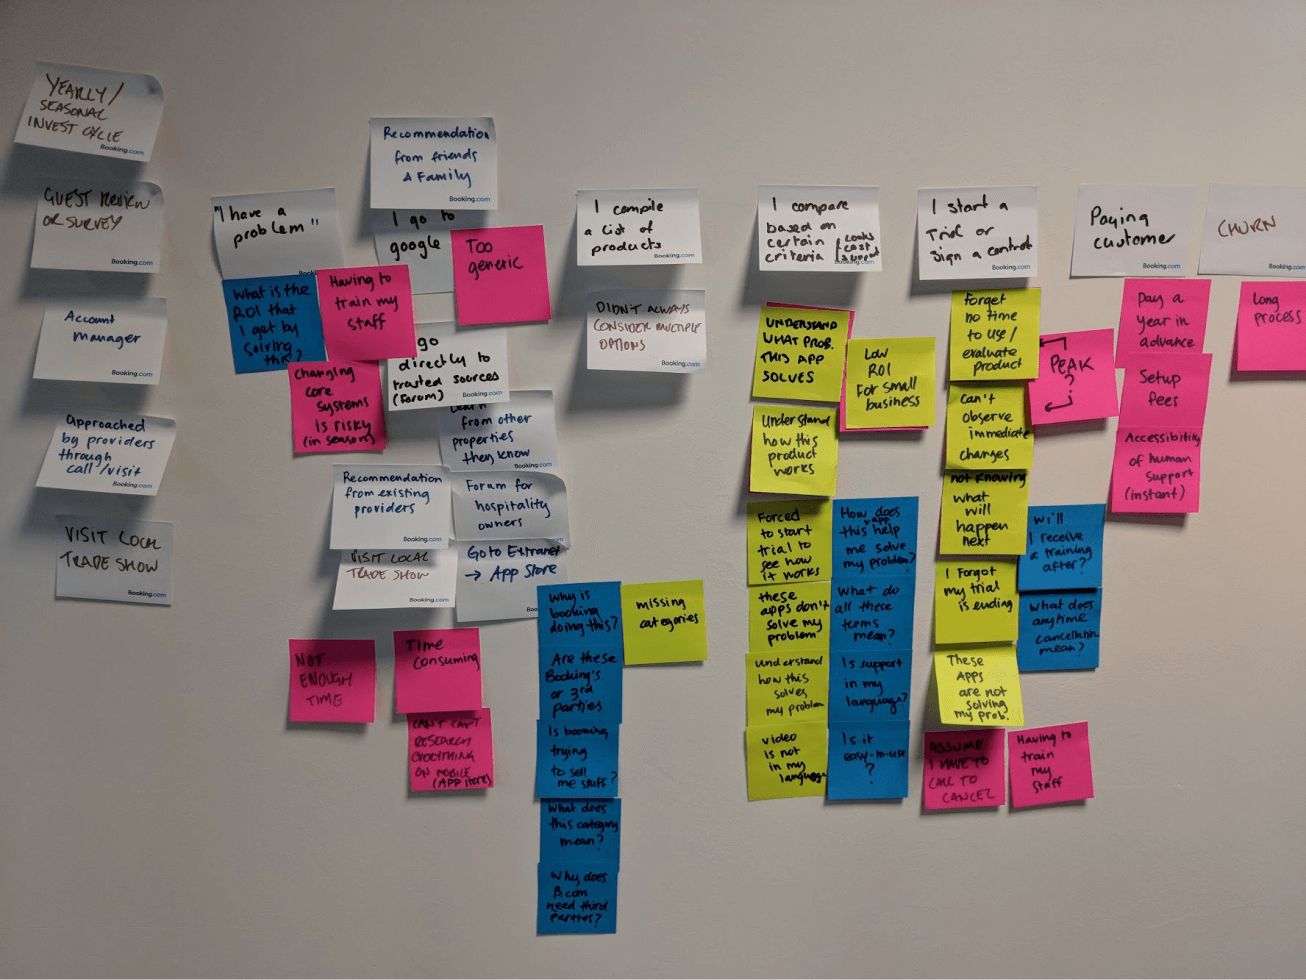 YEARLY/
SEASONAL
INVEST CYCLE
Booking.com
GUEST REVIEW
OR SURVEY
Booking.com
Account
manager
Booking.com
Approached
by providers
through
call/visit
Booking.com
VISIT LOCAL
TRADE SHOW
Booking.com
"I have a
problem"
What is the
ROI that
I get by
solving
this?
Having to
train my
staff
Changing
core
systems
is risky
(in season)
Recommendation
from friends
& Family
Booking.com
I go to
google
Too
generic
go
directly to
trusted sources
(Forum)
Booking.com
from other
properties
they know
Booking.com
Recommendation
from existing
providers
Booking.com
Forum for
hospitality
owners
Booking.com
VISIT LOCAL
TRADE SHOW
Booking.com
Go to Extranet
→ App Store
Booking.com
NOT
ENOUGH
TIME
TIME
Consuming
RESEARCH
EVERYTHING
ON MOBILE
(APP STORE)
Why is
booking
doing this?
Are these
Booking's
or 3rd
parties
Is booking
trying
to sell
me stuff?
What does
this category
mean?
Why does
B.com
need third
parties?
missing
categories
I compile
a list of
products
Booking.com
DIDN'T ALWAYS
CONSIDER MULTIPLE
OPTIONS
Booking.com
I compare
based on
certain
criteria
looks
cost
support
Booking.com
UNDERSTAND
WHAT PROB.
THIS APP
SOLVES
Low
ROI
For small
business
Understand
how this
product
works
Forced
to start
trial to
see how
it works
these
apps don't
solve my
problem
Understand
how this
solves
my problem
video
is not
in my
language
How does
this app help
me solve
my problem?
What do
all these
terms
mean?
Is support
in my
language?
Is it
easy-to-use
?
I start a
Trial or
sign a contract
Booking.com
Forget
no time
to use/
evaluate
product
PEAK
?
Can't
observe
immediate
changes
not knowing
what
will
happen
next
I Forgot
my trial
is ending
These
APPS
are not
solving
my prob.
Will
I receive
a training
after?
What does
anytime
cancellation
mean?
ASSUME
I HAVE TO
CALL TO
CANCEL
Having to
train
my
staff
Paying
customer
Booking.com
Pay a
year in
advance
Setup
fees
Accessibility
of human
support
(instant)
CHURN
Booking.com
Long
process